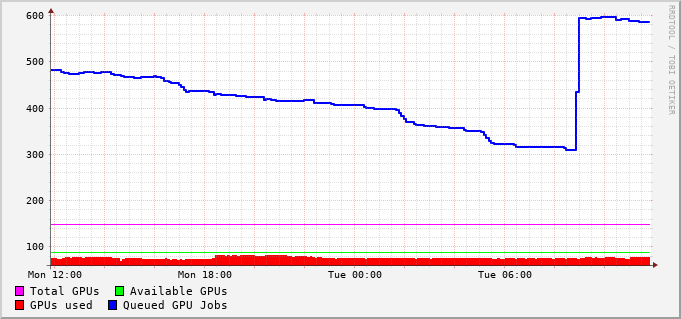 600
500
400
300
200
100
Mon 12:00 Mon 18:00 Tue 00:00 Tue 06:00
Total GPUs Available GPUs
GPUs used Queued GPU Jobs
RRDTOOL / TOBI OETIKER